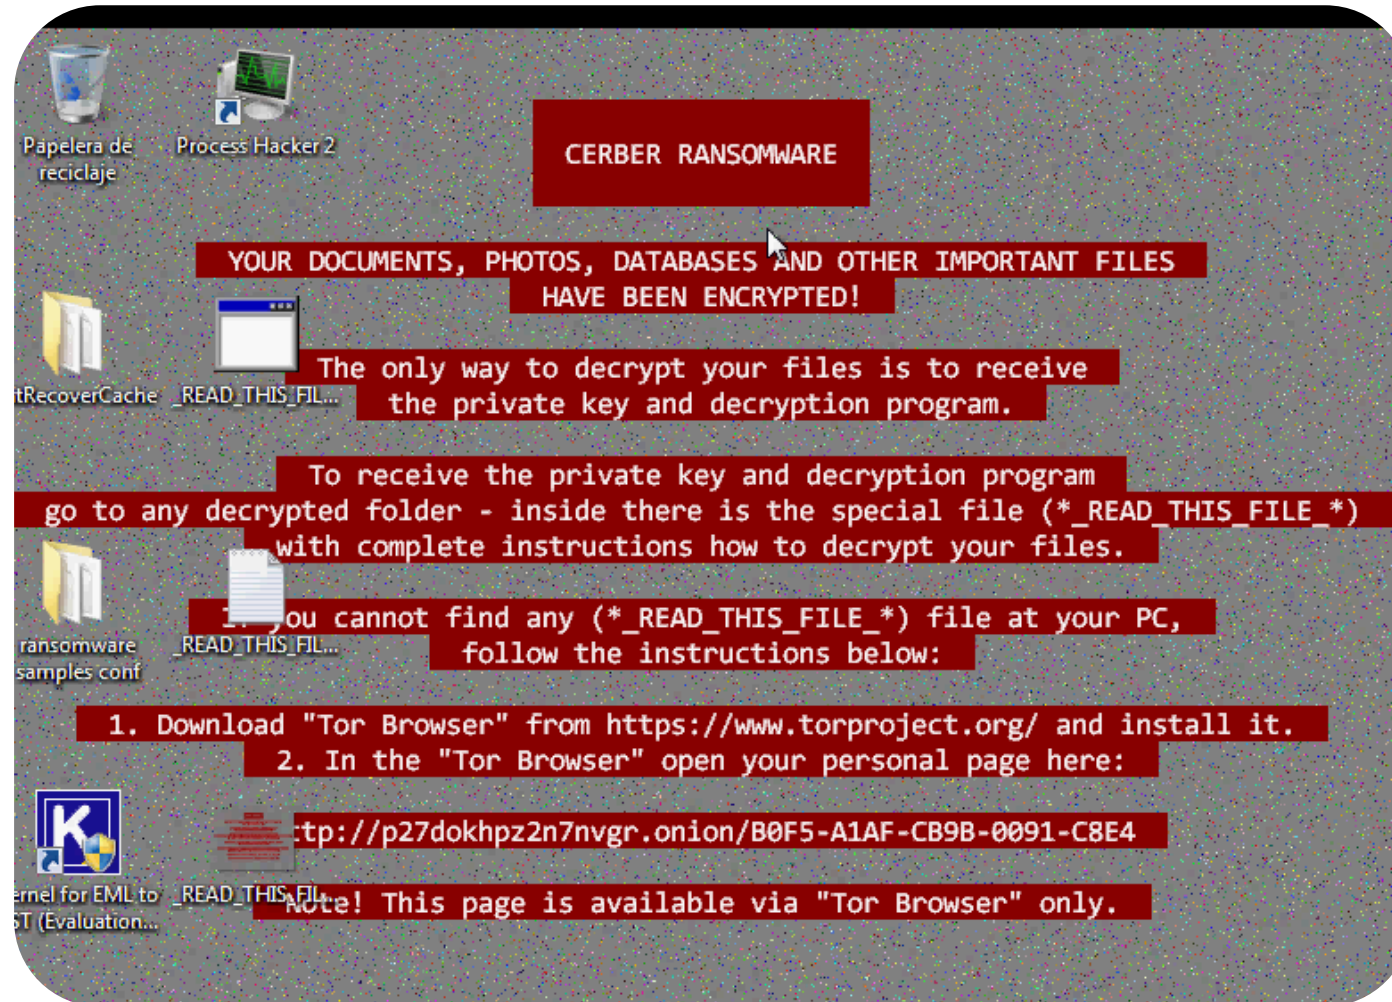 Papelera de
reciclaje
Process Hacker 2
CERBER RANSOMWARE
YOUR DOCUMENTS, PHOTOS, DATABASES AND OTHER IMPORTANT FILES
HAVE BEEN ENCRYPTED!
tRecoverCache
_READ_THIS_FIL...
The only way to decrypt your files is to receive
the private key and decryption program.
To receive the private key and decryption program
go to any decrypted folder - inside there is the special file (*_READ_THIS_FILE_*)
with complete instructions how to decrypt your files.
ransomware
samples conf
_READ_THIS_FIL...
you cannot find any (*_READ_THIS_FILE_*) file at your PC,
follow the instructions below:
1. Download "Tor Browser" from https://www.torproject.org/ and install it.
2. In the "Tor Browser" open your personal page here:
ernel for EML to
ST (Evaluation...
_READ_THIS_FIL...
tp://p27dokhpz2n7nvgr.onion/B0F5-A1AF-CB9B-0091-C8E4
Note! This page is available via "Tor Browser" only.